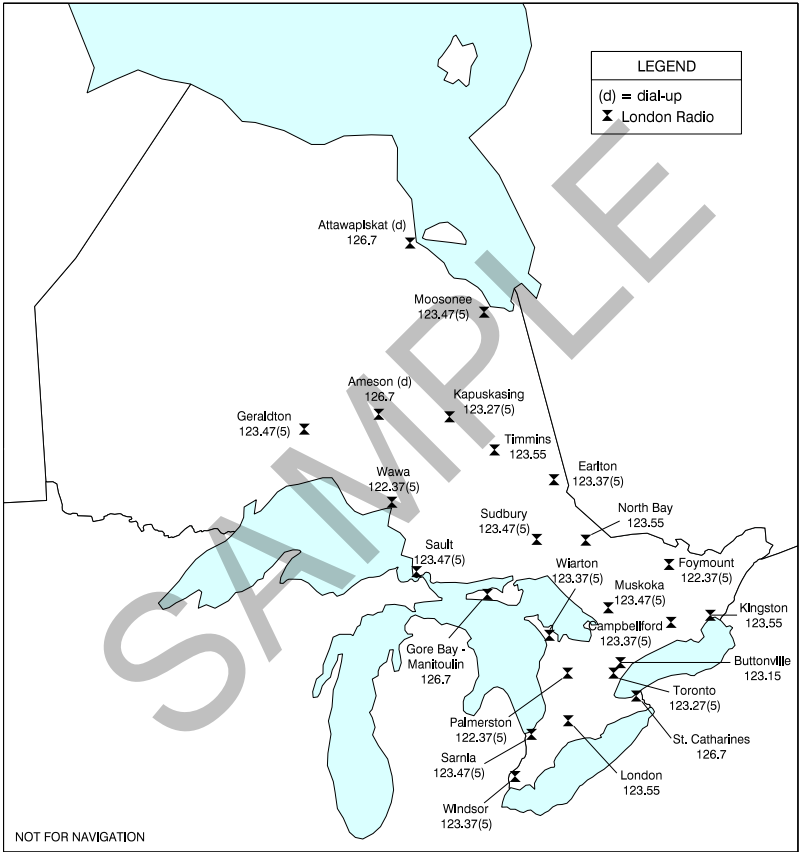 LEGEND
(d) = dial-up
London Radio
Attawapiskat (d)
126.7
Moosonee
123.47(5)
Ameson (d)
126.7
Kapuskasing
123.27(5)
Geraldton
123.47(5)
Timmins
123.55
Earlton
123.37(5)
Wawa
122.37(5)
Sudbury
123.47(5)
North Bay
123.55
Sault
123.47(5)
Wiarton
123.37(5)
Foymount
122.37(5)
Muskoka
123.47(5)
Kingston
123.55
Campbellford
123.37(5)
Gore Bay -
Manitoulin
126.7
Buttonville
123.15
Toronto
123.27(5)
Palmerston
122.37(5)
St. Catharines
126.7
Sarnia
123.47(5)
London
123.55
Windsor
123.37(5)
NOT FOR NAVIGATION
SAMPLE